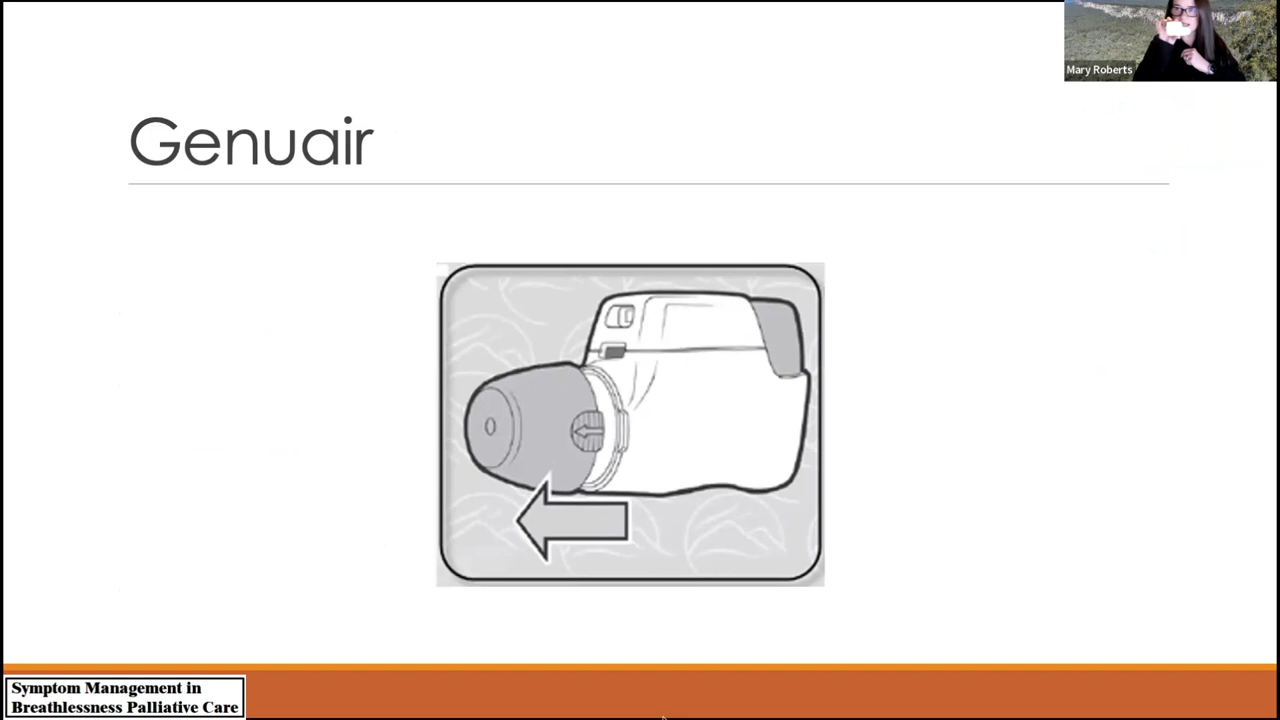 Mary Roberts
Genuair
Symptom Management in
Breathlessness Palliative Care